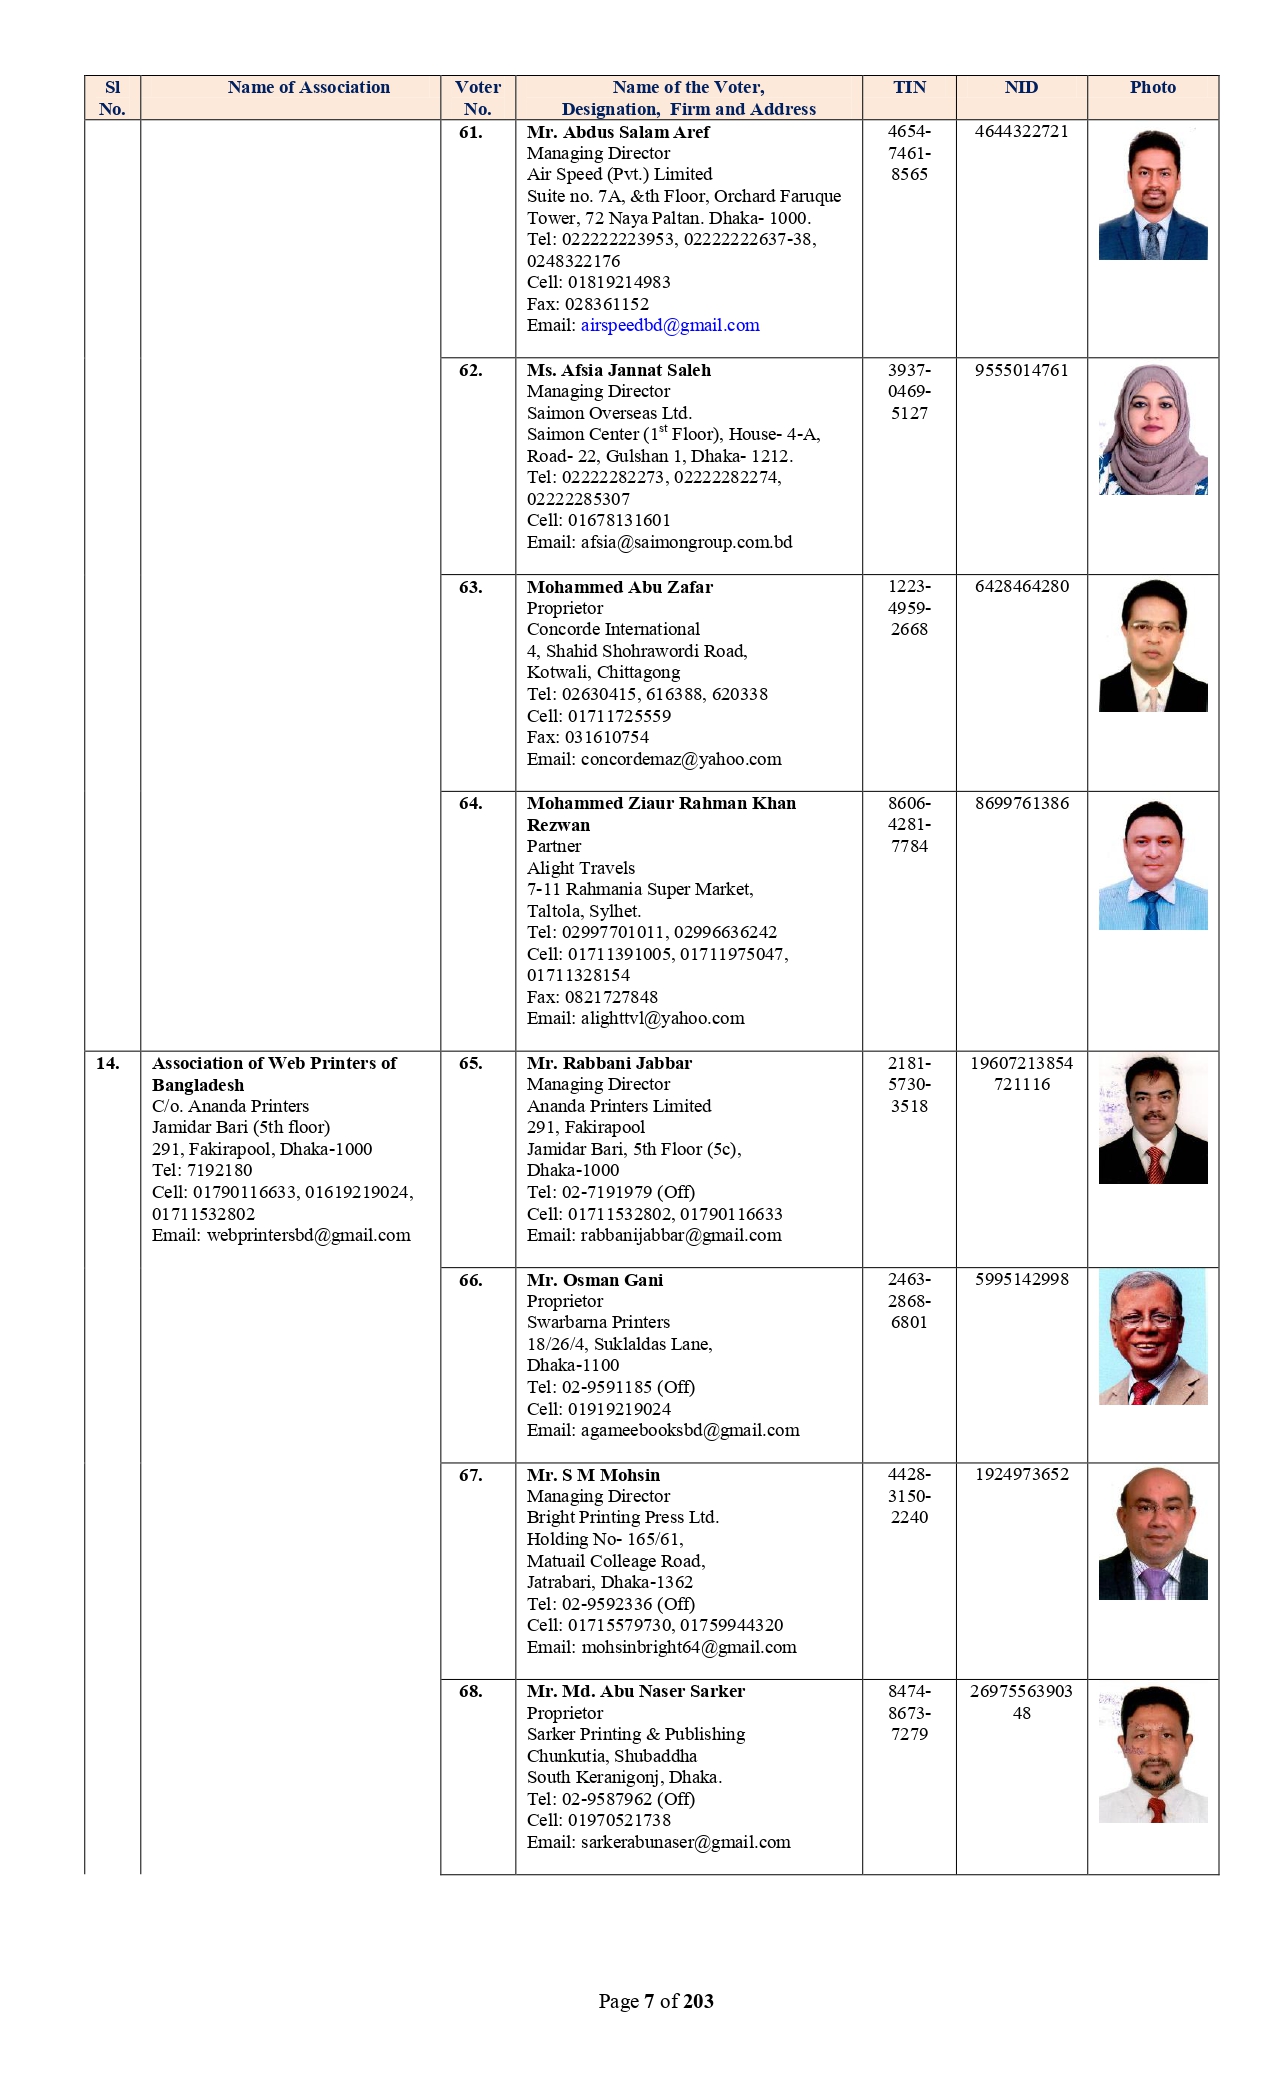 Sl No.
Name of Association
Voter No.
Name of the Voter,
Designation, Firm and Address
TIN
NID
Photo
61.
Mr. Abdus Salam Aref
Managing Director
Air Speed (Pvt.) Limited
Suite no. 7A, &th Floor, Orchard Faruque
Tower, 72 Naya Paltan. Dhaka- 1000.
Tel: 022222223953, 02222222637-38,
0248322176
Cell: 01819214983
Fax: 028361152
Email: airspeedbd@gmail.com
4654-
7461-
8565
4644322721
62.
Ms. Afsia Jannat Saleh
Managing Director
Saimon Overseas Ltd.
Saimon Center (1st Floor), House- 4-A,
Road- 22, Gulshan 1, Dhaka- 1212.
Tel: 02222282273, 02222282274,
02222285307
Cell: 01678131601
Email: afsia@saimongroup.com.bd
3937-
0469-
5127
9555014761
63.
Mohammed Abu Zafar
Proprietor
Concorde International
4, Shahid Shohrawordi Road,
Kotwali, Chittagong
Tel: 02630415, 616388, 620338
Cell: 01711725559
Fax: 031610754
Email: concordemaz@yahoo.com
1223-
4959-
2668
6428464280
64.
Mohammed Ziaur Rahman Khan
Rezwan
Partner
Alight Travels
7-11 Rahmania Super Market,
Taltola, Sylhet.
Tel: 02997701011, 02996636242
Cell: 01711391005, 01711975047,
01711328154
Fax: 0821727848
Email: alighttvl@yahoo.com
8606-
4281-
7784
8699761386
14.
Association of Web Printers of
Bangladesh
C/o. Ananda Printers
Jamidar Bari (5th floor)
291, Fakirapool, Dhaka-1000
Tel: 7192180
Cell: 01790116633, 01619219024,
01711532802
Email: webprintersbd@gmail.com
65.
Mr. Rabbani Jabbar
Managing Director
Ananda Printers Limited
291, Fakirapool
Jamidar Bari, 5th Floor (5c),
Dhaka-1000
Tel: 02-7191979 (Off)
Cell: 01711532802, 01790116633
Email: rabbanijabbar@gmail.com
2181-
5730-
3518
19607213854
721116
66.
Mr. Osman Gani
Proprietor
Swarbarna Printers
18/26/4, Suklaldas Lane,
Dhaka-1100
Tel: 02-9591185 (Off)
Cell: 01919219024
Email: agameebooksbd@gmail.com
2463-
2868-
6801
5995142998
67.
Mr. S M Mohsin
Managing Director
Bright Printing Press Ltd.
Holding No- 165/61,
Matuail Colleage Road,
Jatrabari, Dhaka-1362
Tel: 02-9592336 (Off)
Cell: 01715579730, 01759944320
Email: mohsinbright64@gmail.com
4428-
3150-
2240
1924973652
68.
Mr. Md. Abu Naser Sarker
Proprietor
Sarker Printing & Publishing
Chunkutia, Shubaddha
South Keranigonj, Dhaka.
Tel: 02-9587962 (Off)
Cell: 01970521738
Email: sarkerabunaser@gmail.com
8474-
8673-
7279
26975563903
48
Page 7 of 203